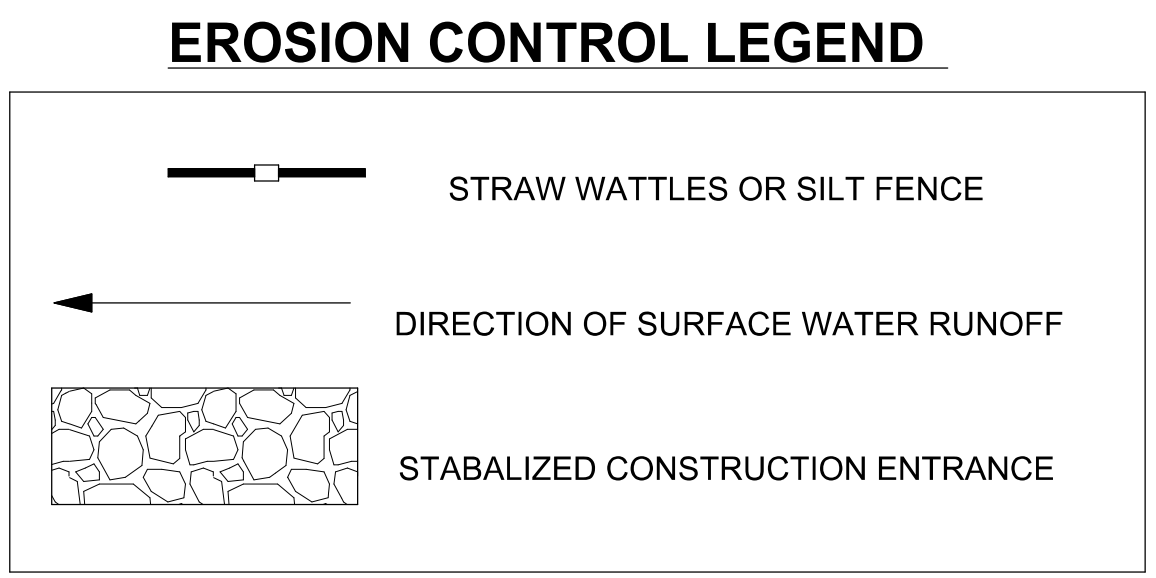 EROSION CONTROL LEGEND
STRAW WATTLES OR SILT FENCE
DIRECTION OF SURFACE WATER RUNOFF
STABALIZED CONSTRUCTION ENTRANCE